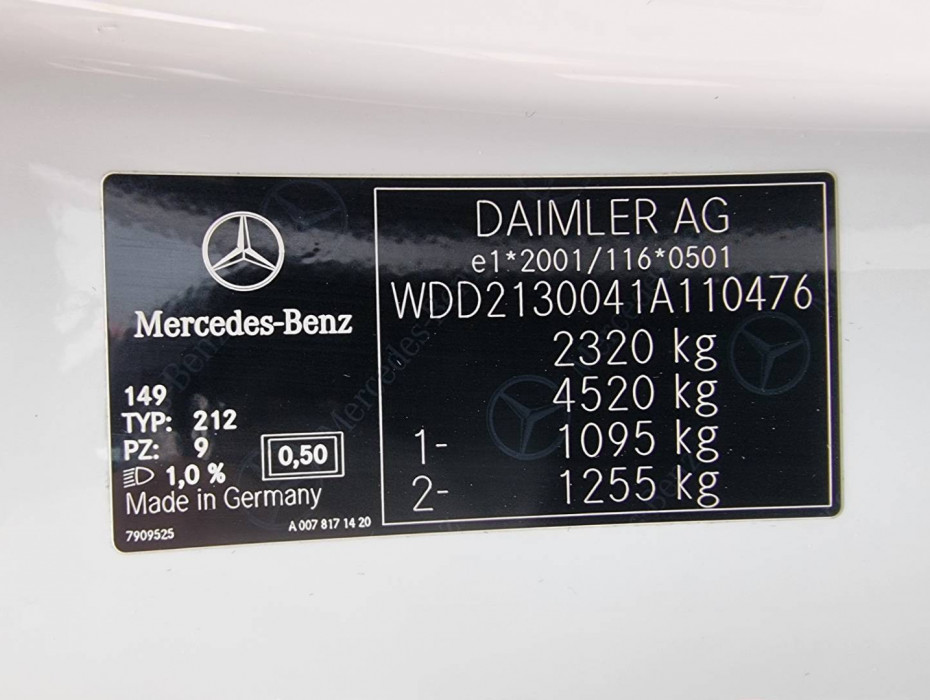 Mercedes-Benz
149
TYP: 212
PZ: 9
1,0 %
0,50
Made in Germany
7909525
A 007 817 14 20
DAIMLER AG
e1*2001/116*0501
WDD2130041A110476
2320 kg
4520 kg
1- 1095 kg
2- 1255 kg